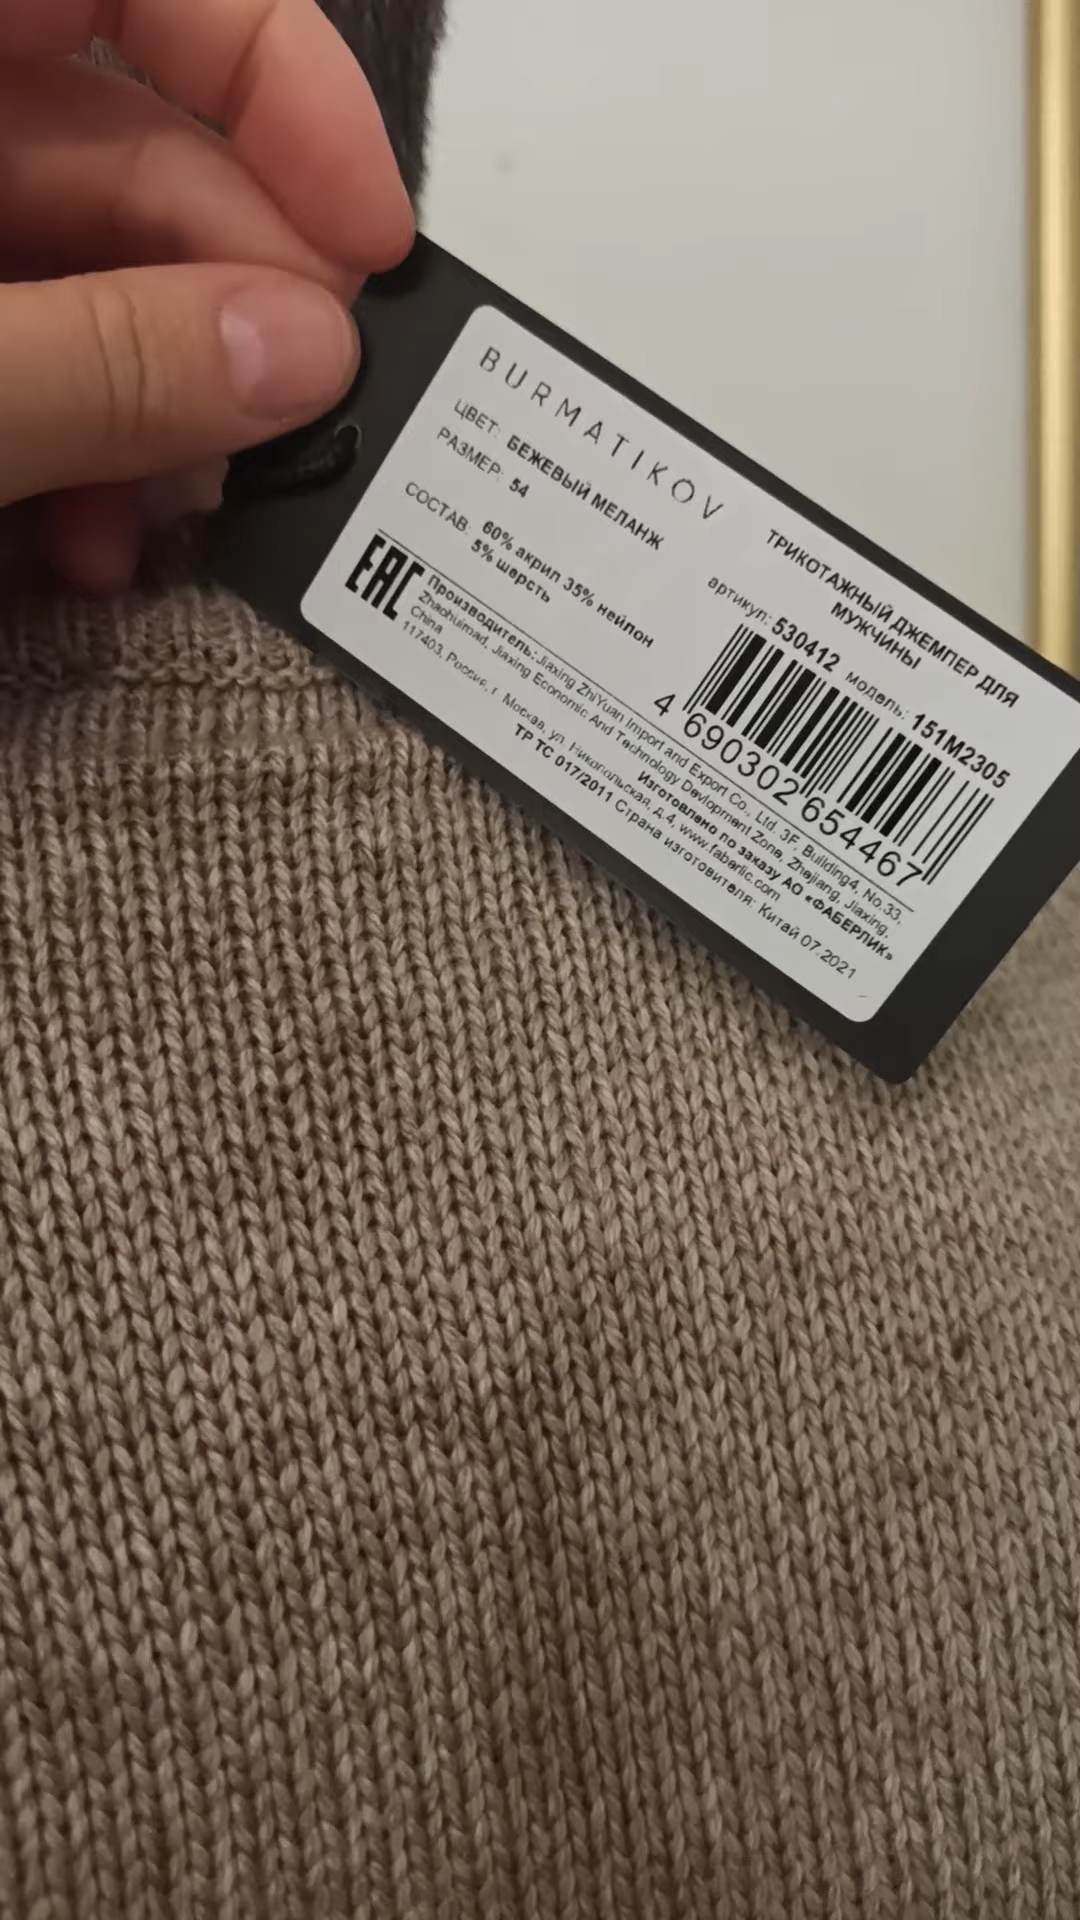 BURMATIKOV
ЦВЕТ: БЕЖЕВЫЙ МЕЛАНЖ
РАЗМЕР: 54
СОСТАВ: 60% акрил 35% нейлон
5% шерсть
ТРИКОТАЖНЫЙ ДЖЕМПЕР ДЛЯ
МУЖЧИНЫ
артикул: 530412 модель: 151M2305
4 690302 654467
EAC
Производитель: Jiaxing ZhiYuan Import and Export Co., Ltd. 3F, Building4, No.33,
Zhaohuimad, Jiaxing Economic And Technology Devlopment Zone, Zhejiang, Jiaxing,
China
Изготовлено по заказу АО «ФАБЕРЛИК»
117403, Россия, г. Москва, ул. Никопольская, д.4, www.faberlic.com
ТР ТС 017/2011 Страна изготовителя: Китай 07.2021